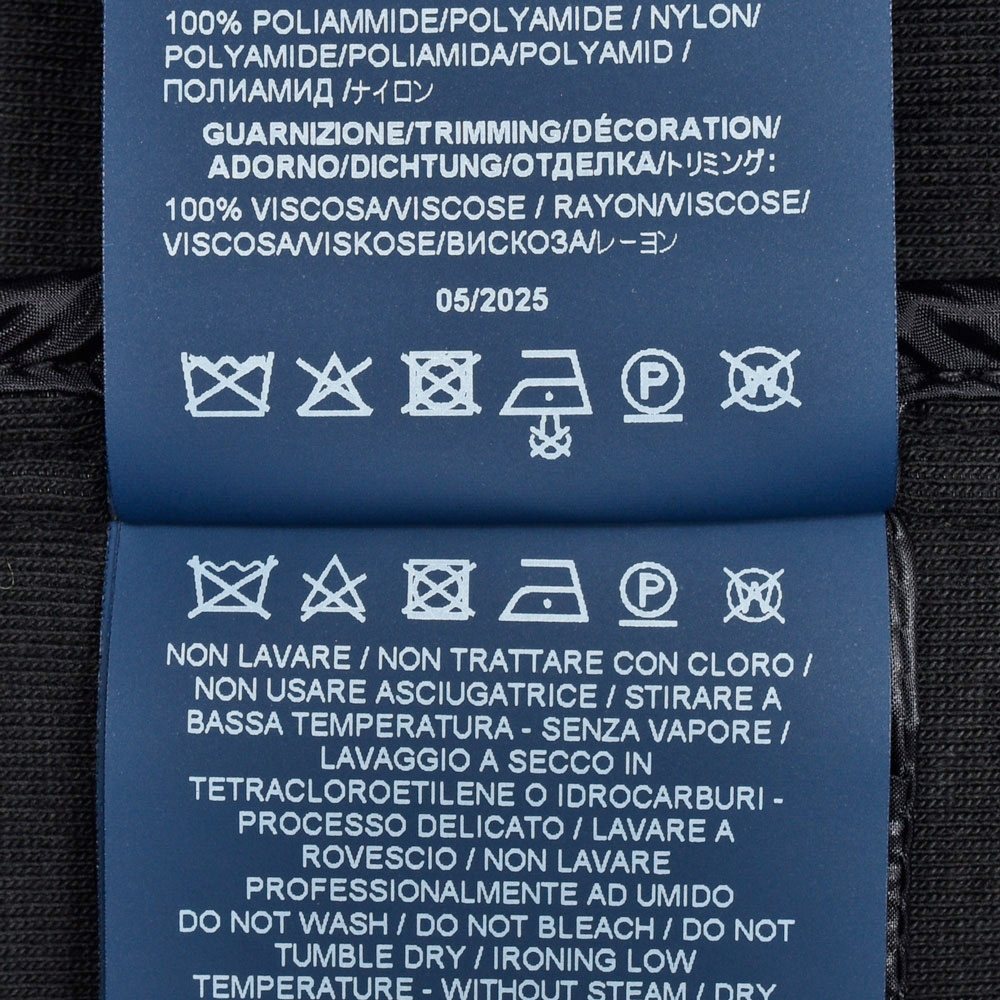 100% POLIAMMIDE/POLYAMIDE / NYLON/
POLYAMIDE/POLIAMIDA/POLYAMID /
ПОЛИАМИД /ナイロン
GUARNIZIONE/TRIMMING/DÉCORATION/
ADORNO/DICHTUNG/ОТДЕЛКА/トリミング:
100% VISCOSA/VISCOSE / RAYON/VISCOSE/
VISCOSA/VISKOSE/ВИСКОЗА/レーヨン
05/2025
P W
P W
NON LAVARE / NON TRATTARE CON CLORO /
NON USARE ASCIUGATRICE / STIRARE A
BASSA TEMPERATURA - SENZA VAPORE /
LAVAGGIO A SECCO IN
TETRACLOROETILENE O IDROCARBURI -
PROCESSO DELICATO / LAVARE A
ROVESCIO / NON LAVARE
PROFESSIONALMENTE AD UMIDO
DO NOT WASH / DO NOT BLEACH / DO NOT
TUMBLE DRY / IRONING LOW
TEMPERATURE - WITHOUT STEAM / DRY